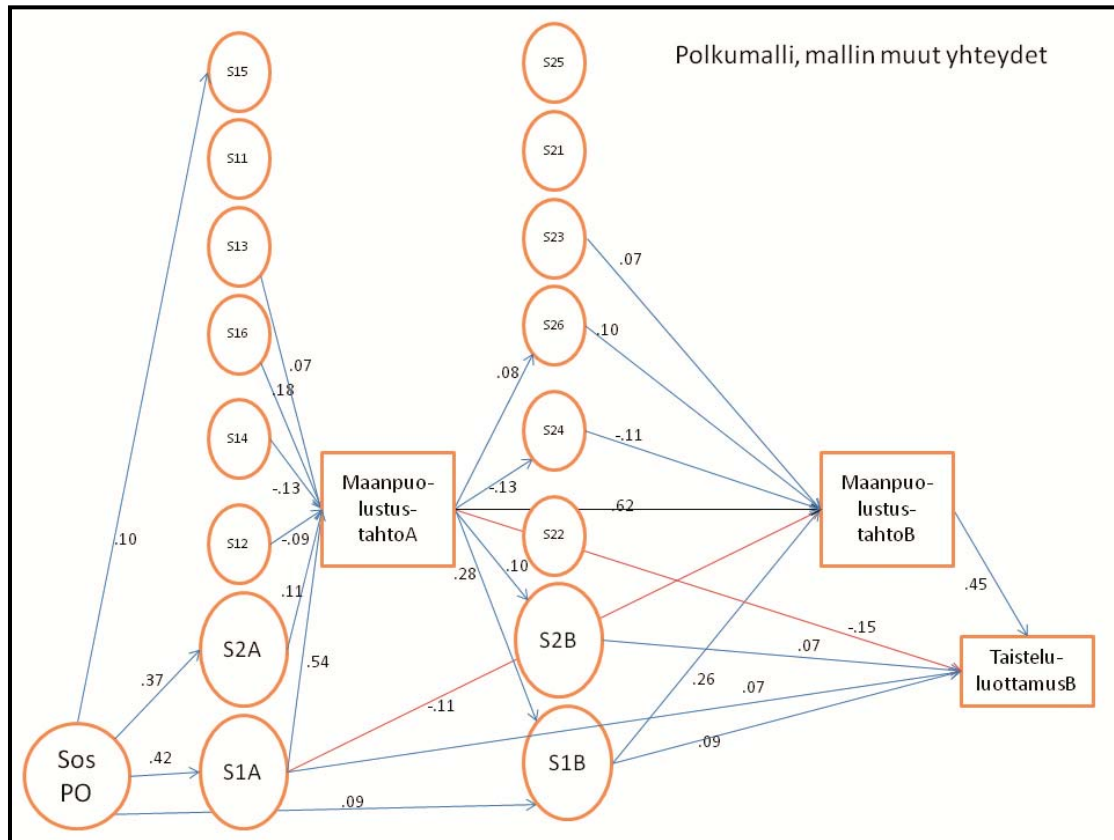 Polkumalli, mallin muut yhteydet
S15
S25
S11
S21
S13
S23
.07
S16
S26
.10
.07
.08
.18
S14
S24
-.11
-.13
-.13
Maanpuo-
lustus-
tahtoA
Maanpuo-
lustus-
tahtoB
.62
S12
S22
-.09
.10
.10
.28
.11
.45
S2A
S2B
-.15
.07
Taistelu-
luottamusB
.54
.37
.26
.07
-.11
Sos
PO
.42
S1A
S1B
.09
.09